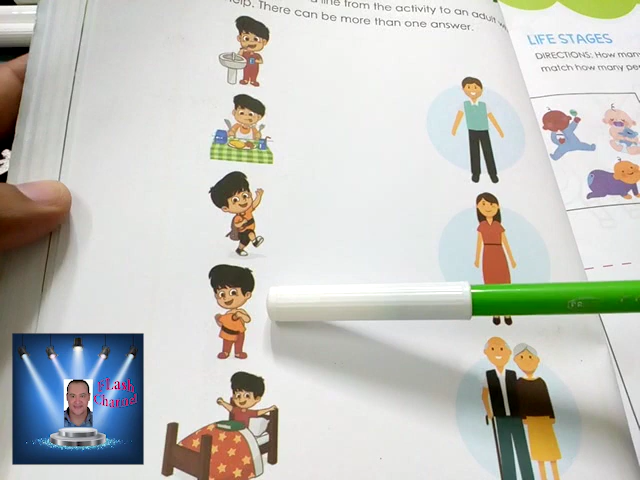 line from the activity to an adult w
help. There can be more than one answer.
LIFE STAGES
DIRECTIONS: How man
match how many pe
Lash
Channel